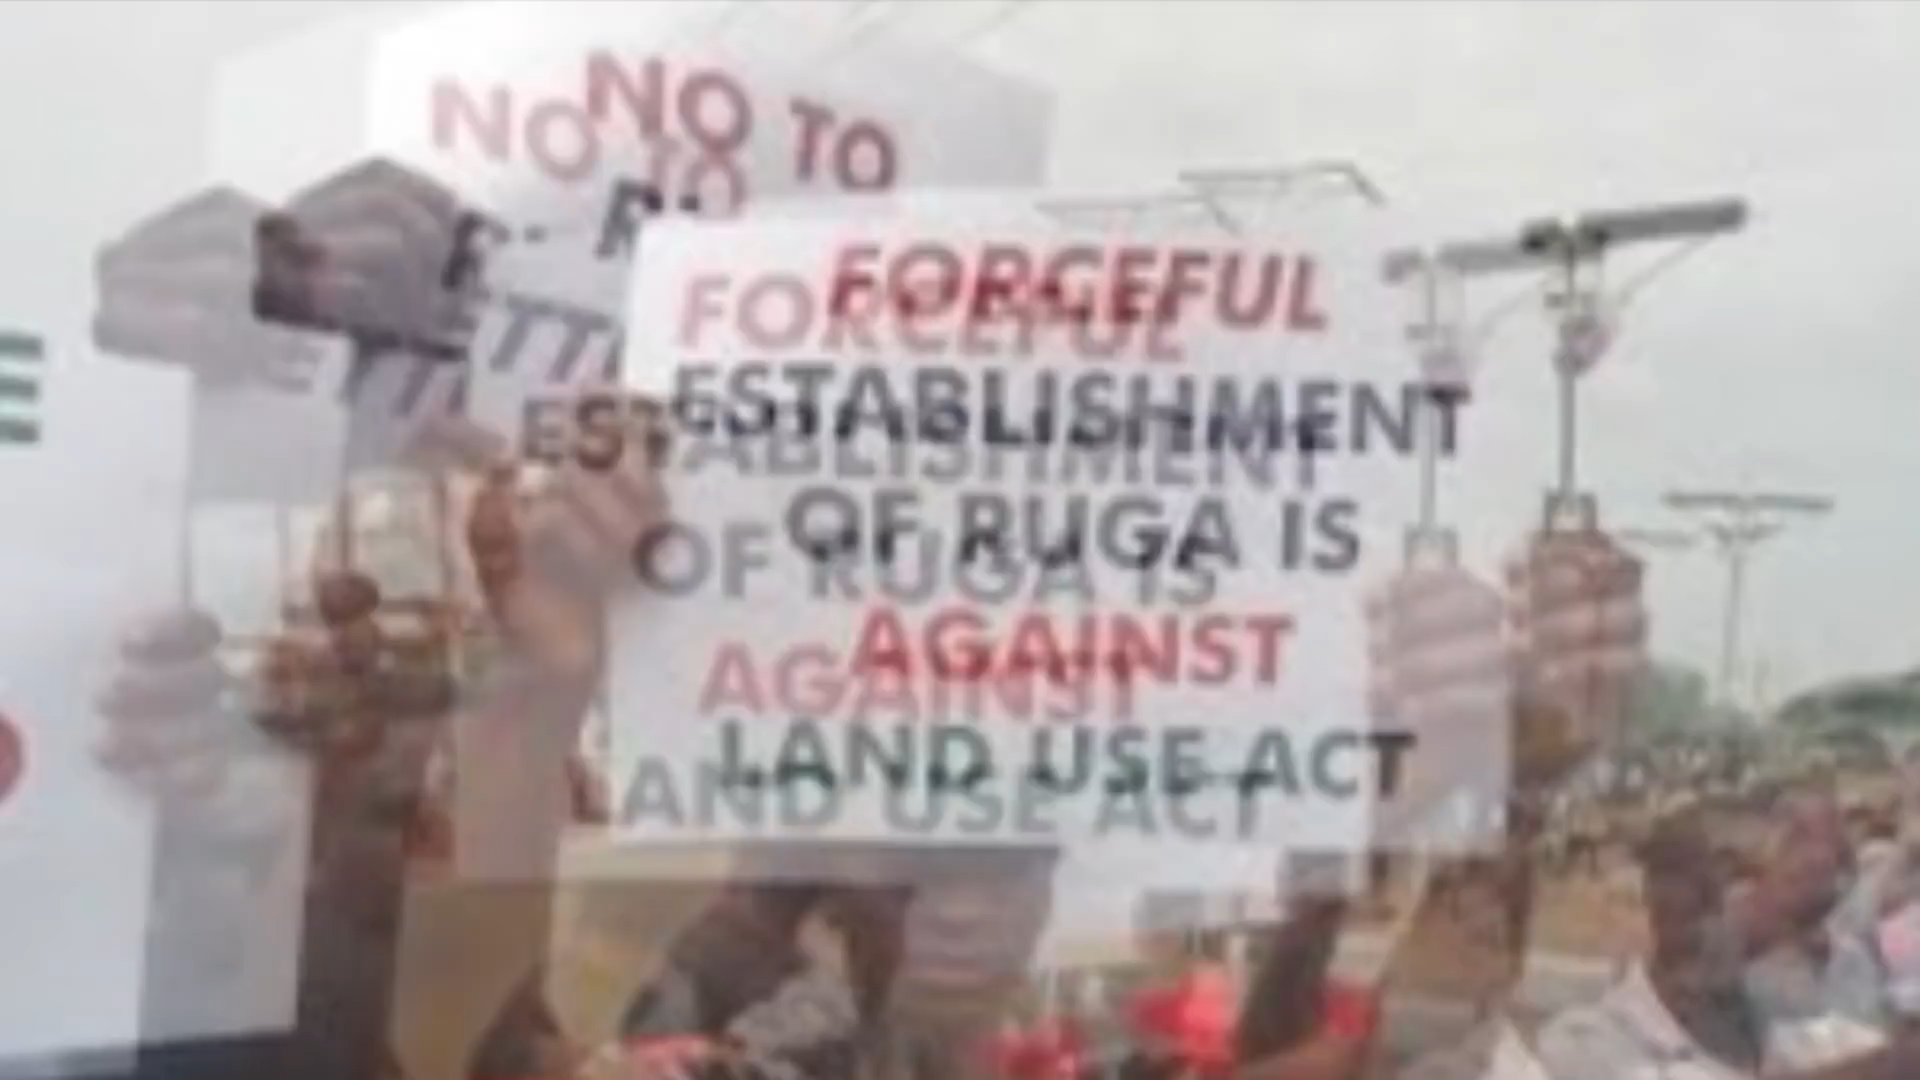 NO TO
FORCEFUL
ESTABLISHMENT
OF RUGA IS
AGAINST
LAND USE ACT